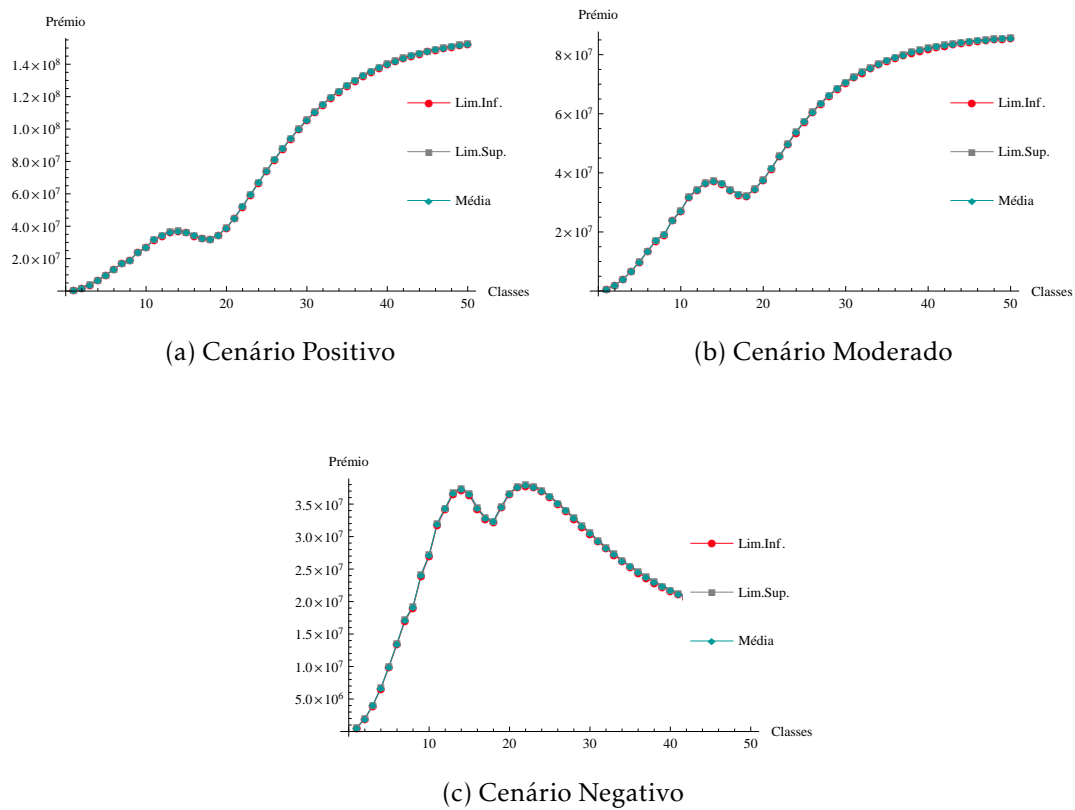 Prémio
1.4×10⁸
1.2×10⁸
1.0×10⁸
8.0×10⁷
6.0×10⁷
4.0×10⁷
2.0×10⁷
10 20 30 40 50
Classes
Lim.Inf.
Lim.Sup.
Média
(a) Cenário Positivo
Prémio
8×10⁷
6×10⁷
4×10⁷
2×10⁷
10 20 30 40 50
Classes
Lim.Inf.
Lim.Sup.
Média
(b) Cenário Moderado
Prémio
3.5×10⁷
3.0×10⁷
2.5×10⁷
2.0×10⁷
1.5×10⁷
1.0×10⁷
5.0×10⁶
10 20 30 40 50
Classes
Lim.Inf.
Lim.Sup.
Média
(c) Cenário Negativo